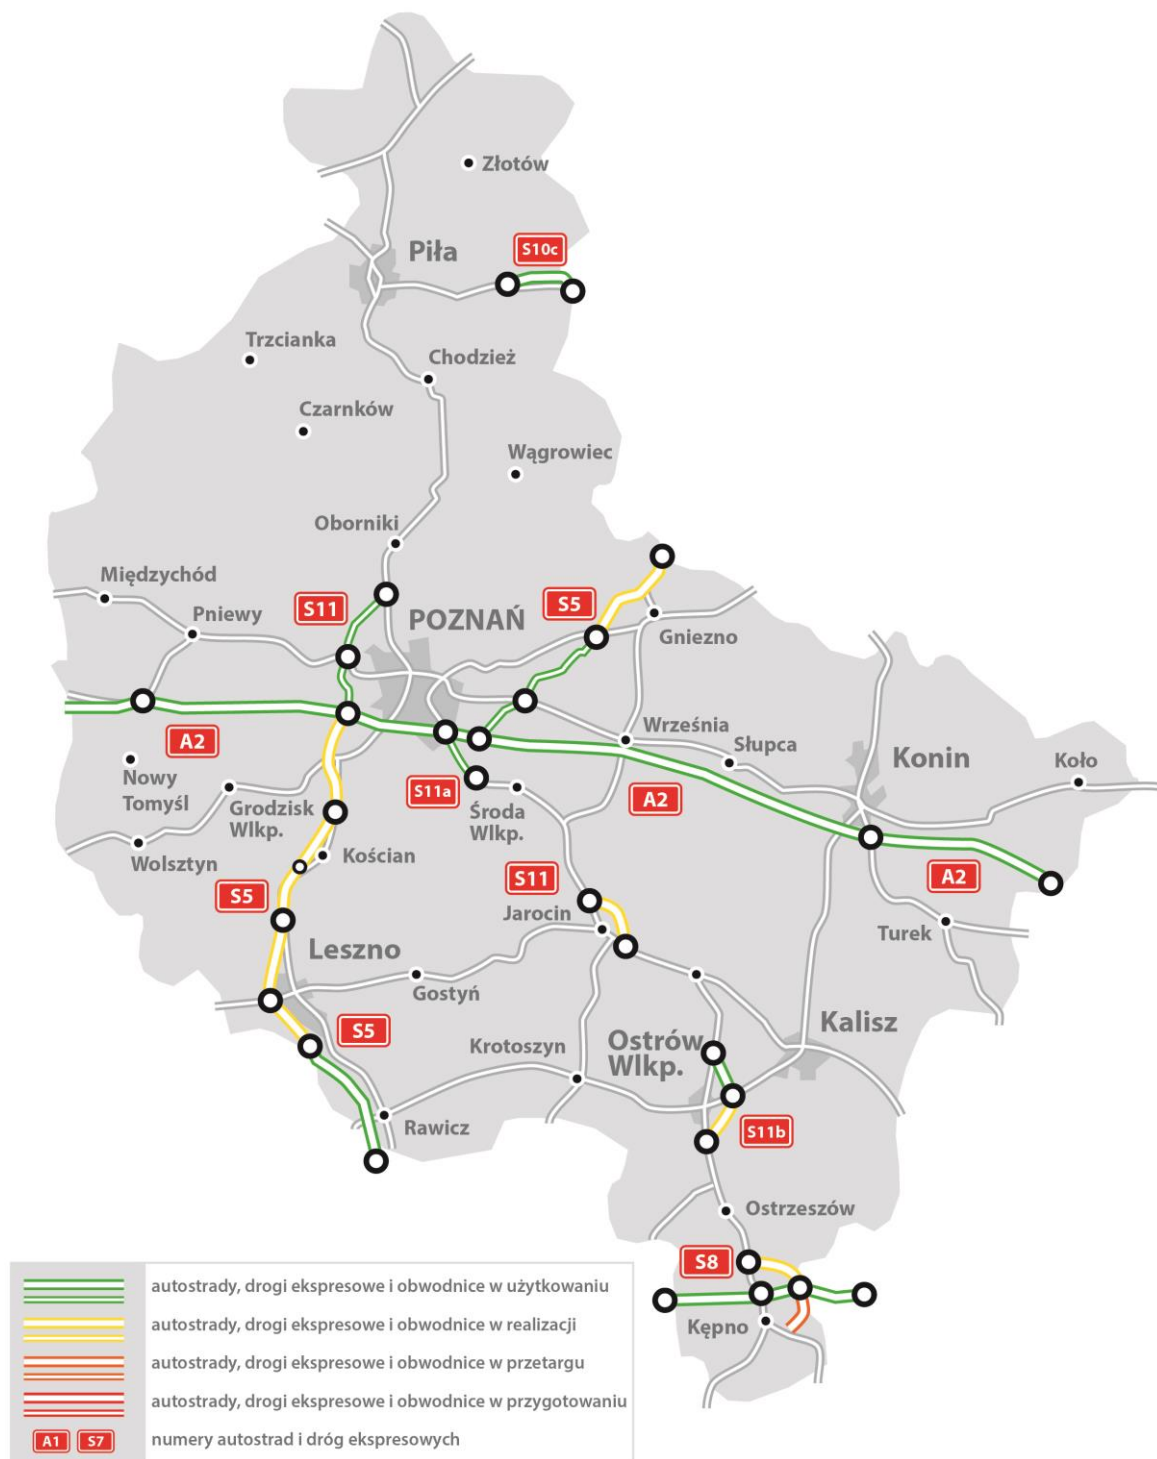 Złotów
Piła
S10c
Trzcianka
Chodzież
Czarnków
Wągrowiec
Oborniki
Międzychód
S11
S5
Pniewy
POZNAŃ
Gniezno
A2
Września
Słupca
Konin
Koło
Nowy
Tomyśl
Grodzisk
Wlkp.
S11a
Środa
Wlkp.
A2
Wolsztyn
Kościan
S11
A2
S5
Jarocin
Turek
Leszno
Gostyń
Kalisz
S5
Krotoszyn
Ostrów
Wlkp.
Rawicz
S11b
Ostrzeszów
S8
Kępno
autostrady, drogi ekspresowe i obwodnice w użytkowaniu
autostrady, drogi ekspresowe i obwodnice w realizacji
autostrady, drogi ekspresowe i obwodnice w przetargu
autostrady, drogi ekspresowe i obwodnice w przygotowaniu
A1 S7 numery autostrad i dróg ekspresowych